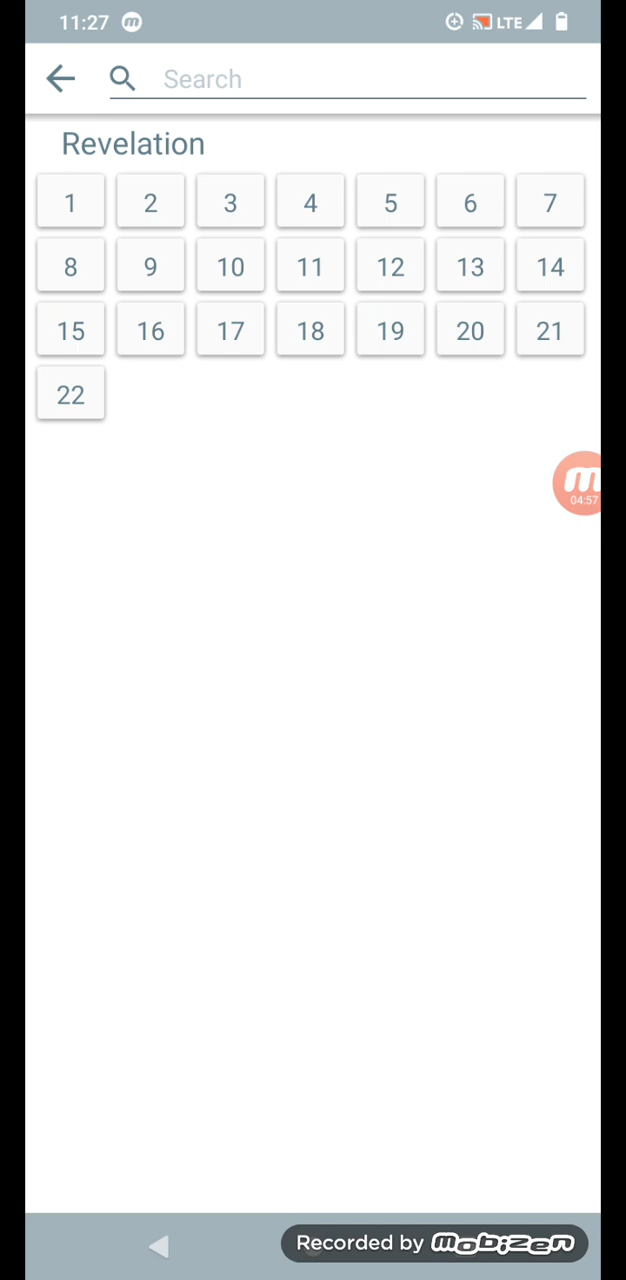 11:27 m LTE
Search
Revelation
1 2 3 4 5 6 7
8 9 10 11 12 13 14
15 16 17 18 19 20 21
22
m
04:57
Recorded by mobizen